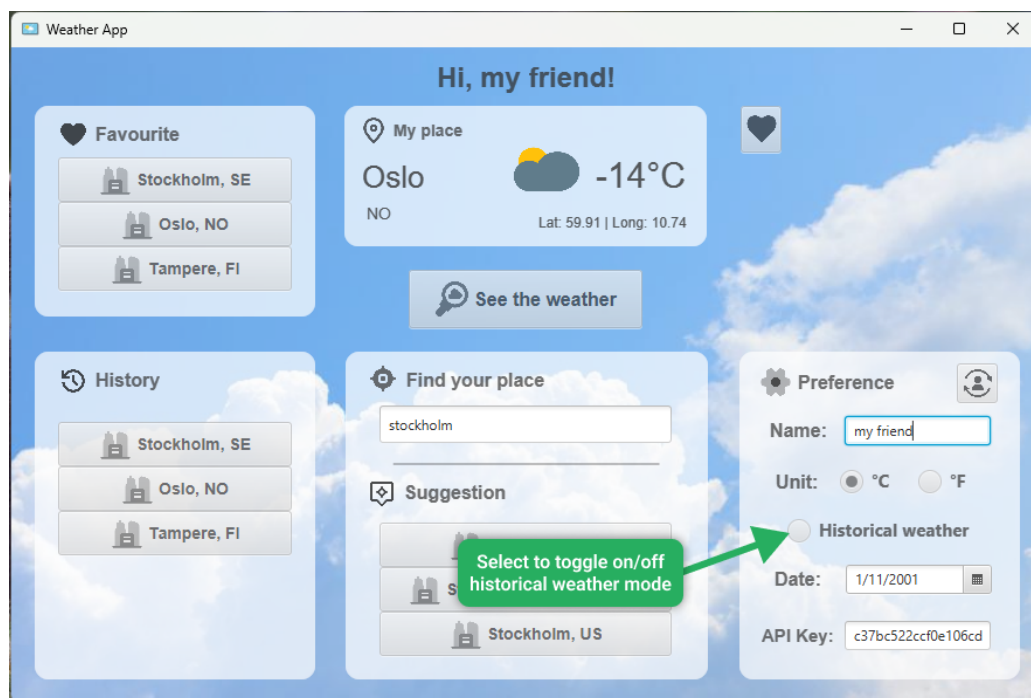 Weather App
Hi, my friend!
Favourite
Stockholm, SE
Oslo, NO
Tampere, FI
My place
Oslo
-14°C
NO
Lat: 59.91 | Long: 10.74
See the weather
History
Stockholm, SE
Oslo, NO
Tampere, FI
Find your place
stockholm
Suggestion
Select to toggle on/off
historical weather mode
Stockholm, US
Preference
Name: my friend
Unit: °C °F
Historical weather
Date: 1/11/2001
API Key: c37bc522ccf0e106cd